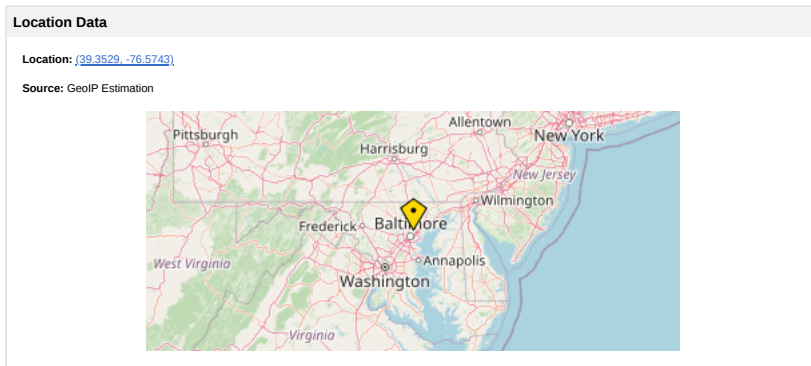 Location Data
Location: (39.3529, -76.5743)
Source: GeoIP Estimation
Allentown
Pittsburgh
New York
Harrisburg
New Jersey
Wilmington
Frederick
Baltimore
West Virginia
Annapolis
Washington
Virginia